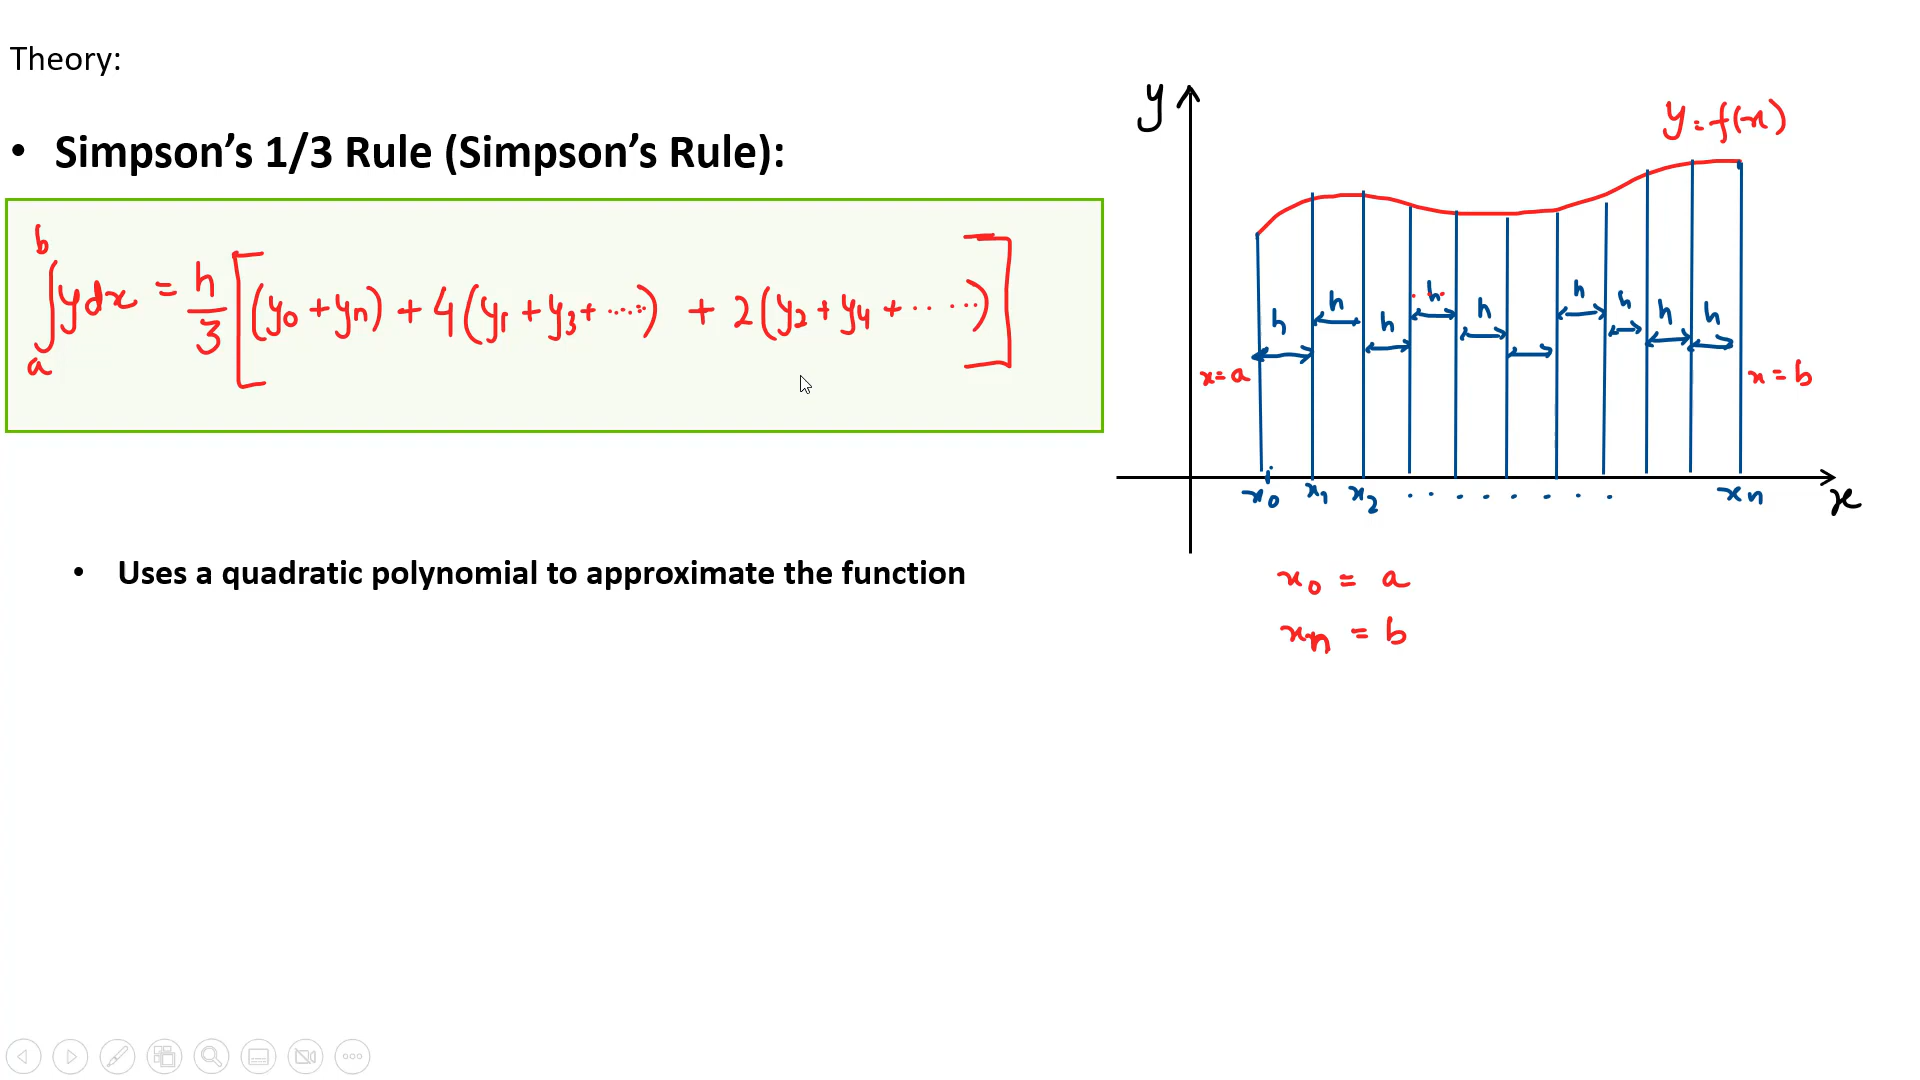 Theory:
• Simpson's 1/3 Rule (Simpson's Rule):
∫_a^b y dx = h/3 [(y₀ + yₙ) + 4(y₁ + y₃ + .....) + 2(y₂ + y₄ + .....)]
• Uses a quadratic polynomial to approximate the function
y
y = f(x)
h h h h h h h h h
x = a
x = b
x₀ x₁ x₂ . . . . . . . . xₙ
x
x₀ = a
xₙ = b